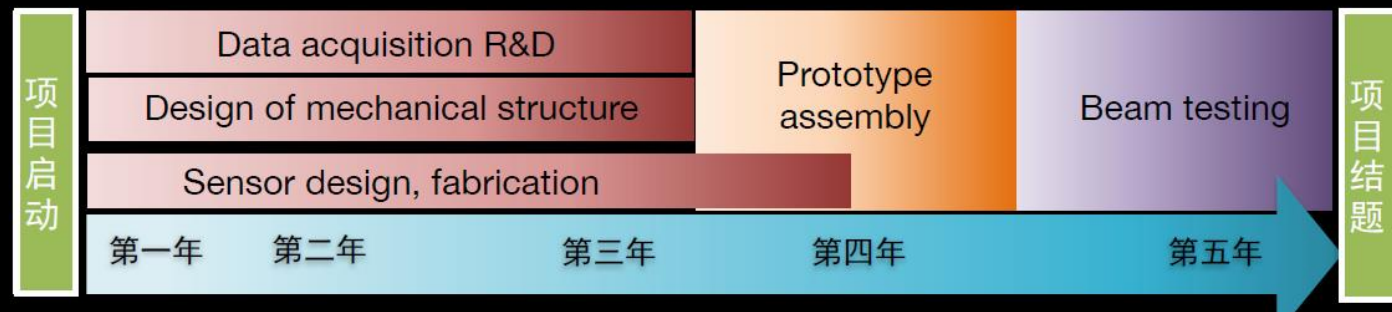 项目启动
Data acquisition R&D
Design of mechanical structure
Sensor design, fabrication
Prototype
assembly
Beam testing
第一年 第二年 第三年 第四年 第五年
项目结题